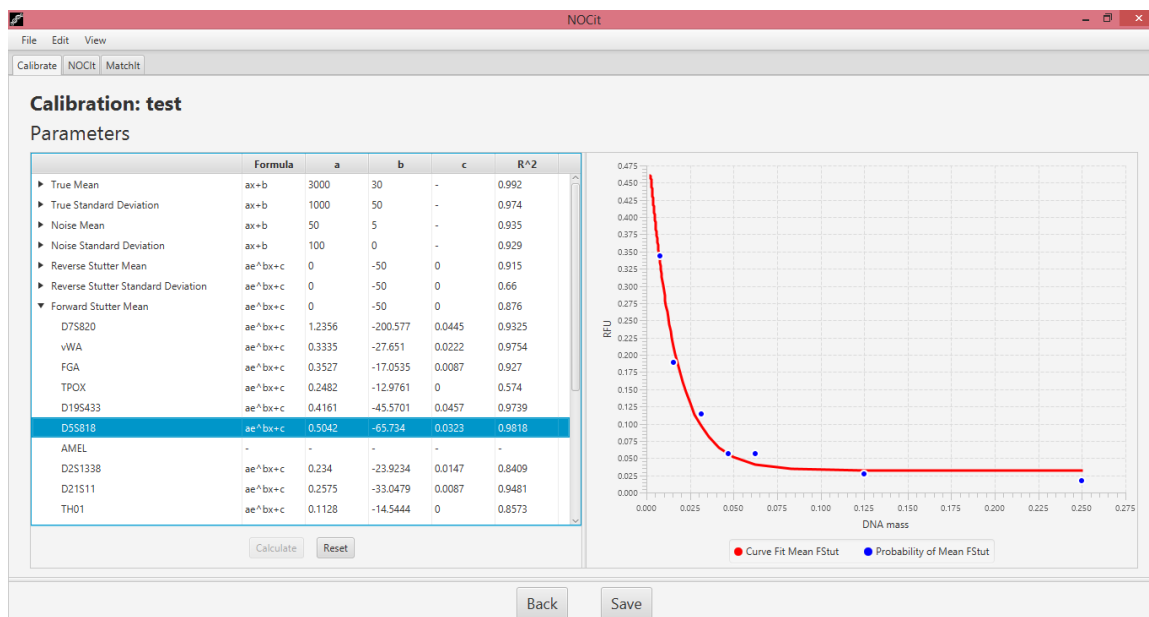 NOCit
File Edit View
Calibrate NOCIt MatchIt
Calibration: test
Parameters
Formula a b c R^2
True Mean ax+b 3000 30 - 0.992
True Standard Deviation ax+b 1000 50 - 0.974
Noise Mean ax+b 50 5 - 0.935
Noise Standard Deviation ax+b 100 0 - 0.929
Reverse Stutter Mean ae^bx+c 0 -50 0 0.915
Reverse Stutter Standard Deviation ae^bx+c 0 -50 0 0.66
Forward Stutter Mean ae^bx+c 0 -50 0 0.876
D7S820 ae^bx+c 1.2356 -200.577 0.0445 0.9325
vWA ae^bx+c 0.3335 -27.651 0.0222 0.9754
FGA ae^bx+c 0.3527 -17.0535 0.0087 0.927
TPOX ae^bx+c 0.2482 -12.9761 0 0.574
D19S433 ae^bx+c 0.4161 -45.5701 0.0457 0.9739
D5S818 ae^bx+c 0.5042 -65.734 0.0323 0.9818
AMEL - - - - -
D2S1338 ae^bx+c 0.234 -23.9234 0.0147 0.8409
D21S11 ae^bx+c 0.2575 -33.0479 0.0087 0.9481
TH01 ae^bx+c 0.1128 -14.5444 0 0.8573
Calculate Reset
0.475
0.450
0.425
0.400
0.375
0.350
0.325
0.300
0.275
0.250
0.225
0.200
0.175
0.150
0.125
0.100
0.075
0.050
0.025
0.000
RFU
0.000 0.025 0.050 0.075 0.100 0.125 0.150 0.175 0.200 0.225 0.250 0.275
DNA mass
Curve Fit Mean FStut Probability of Mean FStut
Back Save